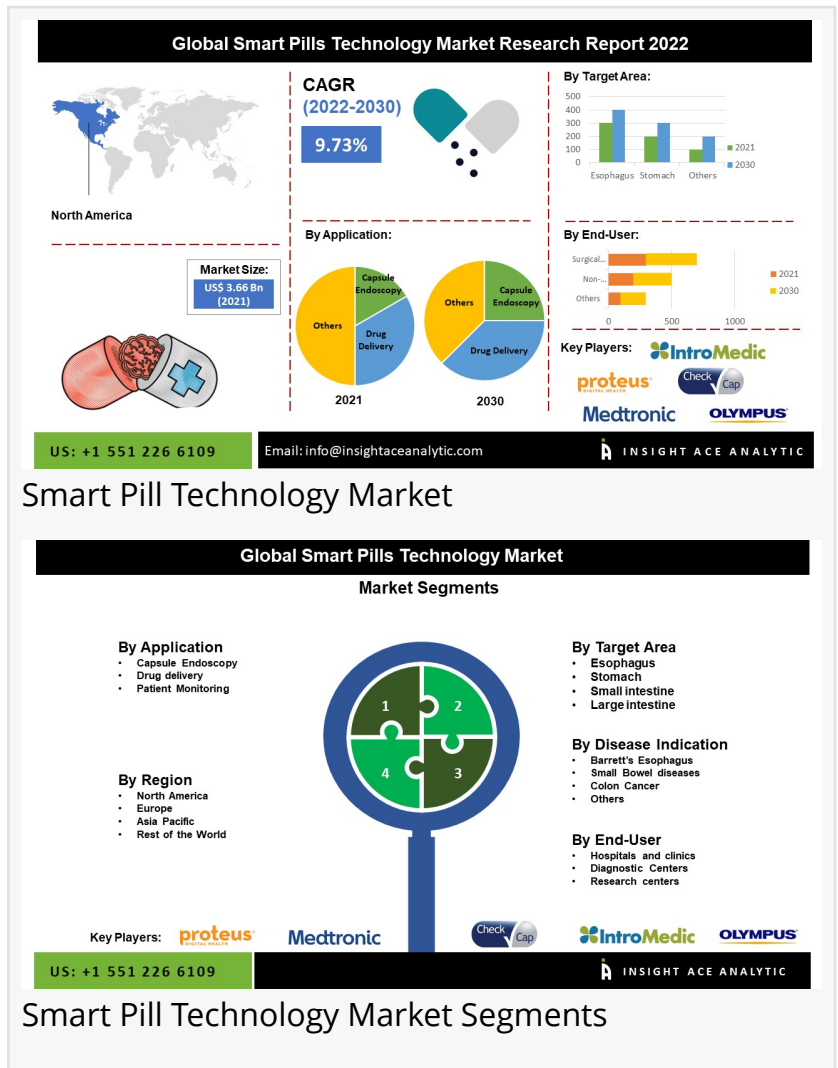 Global Smart Pills Technology Market Research Report 2022
North America
Market Size:
US$ 3.66 Bn
(2021)
CAGR
(2022-2030)
9.73%
By Application:
Capsule
Endoscopy
Drug
Delivery
Others
2021
Capsule
Endoscopy
Drug Delivery
Others
2030
By Target Area:
500
400
300
200
100
0
Esophagus Stomach Others
2021
2030
By End-User:
Surgical...
Non-...
Others
0 500 1000
2021
2030
Key Players:
IntroMedic
proteus
DIGITAL HEALTH
Check
Cap
Medtronic
OLYMPUS
US: +1 551 226 6109
Email: info@insightaceanalytic.com
INSIGHT ACE ANALYTIC
Smart Pill Technology Market
Global Smart Pills Technology Market
Market Segments
By Application
• Capsule Endoscopy
• Drug delivery
• Patient Monitoring
By Region
• North America
• Europe
• Asia Pacific
• Rest of the World
1
2
4
3
By Target Area
• Esophagus
• Stomach
• Small intestine
• Large intestine
By Disease Indication
• Barrett's Esophagus
• Small Bowel diseases
• Colon Cancer
• Others
By End-User
• Hospitals and clinics
• Diagnostic Centers
• Research centers
Key Players:
proteus
DIGITAL HEALTH
Medtronic
Check
Cap
IntroMedic
OLYMPUS
US: +1 551 226 6109
INSIGHT ACE ANALYTIC
Smart Pill Technology Market Segments